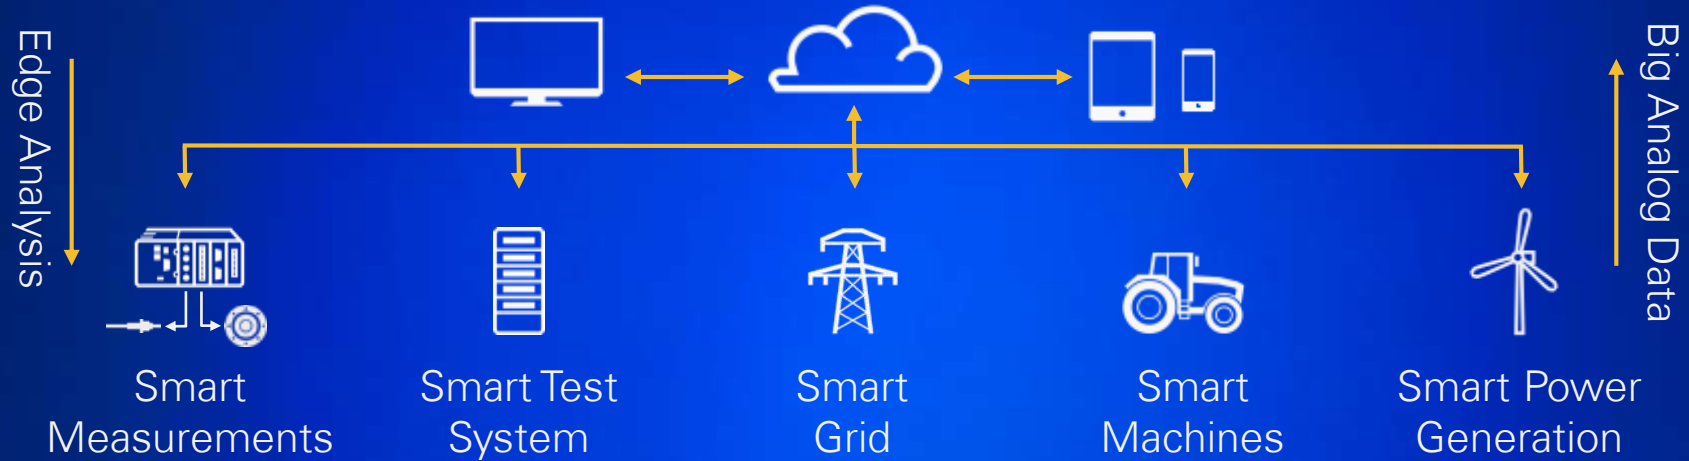 Edge Analysis
Big Analog Data
Smart
Measurements
Smart Test
System
Smart
Grid
Smart
Machines
Smart Power
Generation